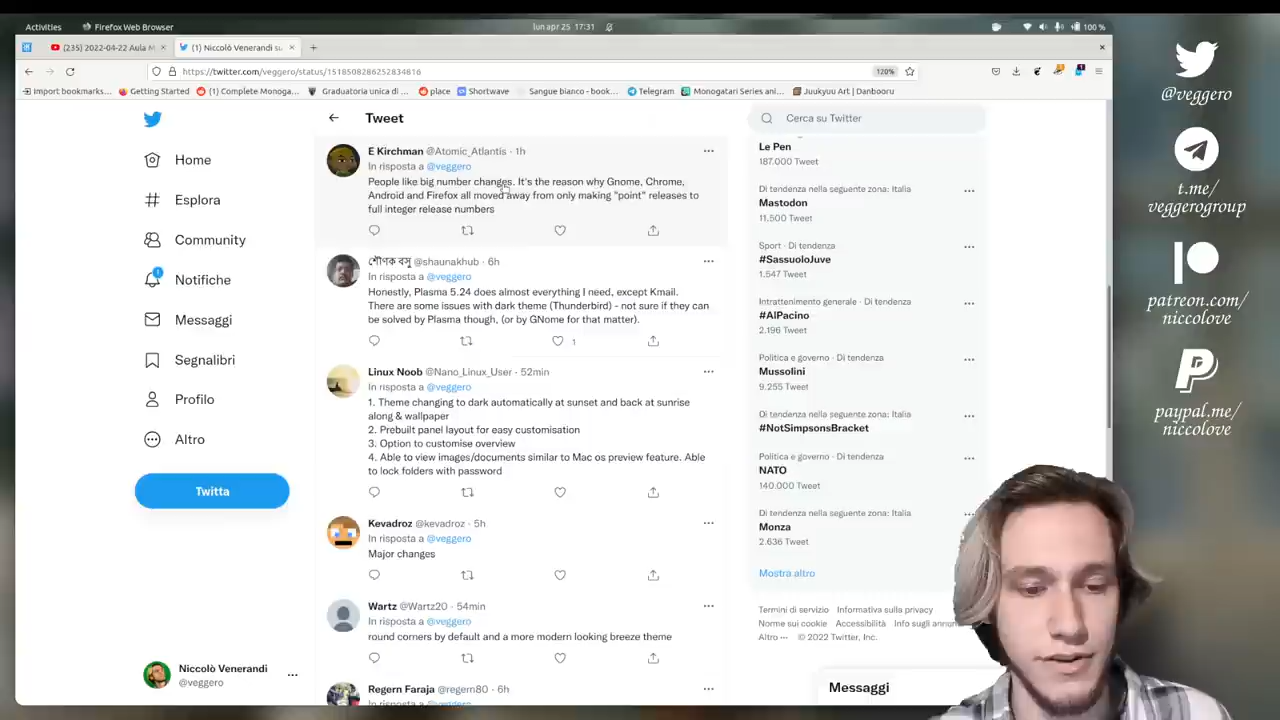 Activities
Firefox Web Browser
lun apr 25 17:31
100 %
(235) 2022-04-22 Aula M
(1) Niccolò Venerandi su
https://twitter.com/veggero/status/1518508286252834816
120%
Import bookmarks...
Getting Started
(1) Complete Monoga...
Graduatoria unica di ...
place
Shortwave
Sangue bianco - book...
Telegram
Monogatari Series ani...
Juukyuu Art | Danbooru
Home
Esplora
Community
1
Notifiche
Messaggi
Segnalibri
Profilo
Altro
Twitta
Niccolò Venerandi
@veggero
Tweet
E Kirchman @Atomic_Atlantis · 1h
In risposta a @veggero
People like big number changes. It's the reason why Gnome, Chrome,
Android and Firefox all moved away from only making "point" releases to
full integer release numbers
শৌণক বসু @shaunakhub · 6h
In risposta a @veggero
Honestly, Plasma 5.24 does almost everything I need, except Kmail.
There are some issues with dark theme (Thunderbird) - not sure if they can
be solved by Plasma though, (or by GNome for that matter).
1
Linux Noob @Nano_Linux_User · 52min
In risposta a @veggero
1. Theme changing to dark automatically at sunset and back at sunrise
along & wallpaper
2. Prebuilt panel layout for easy customisation
3. Option to customise overview
4. Able to view images/documents similar to Mac os preview feature. Able
to lock folders with password
Kevadroz @kevadroz · 5h
In risposta a @veggero
Major changes
Wartz @Wartz20 · 54min
In risposta a @veggero
round corners by default and a more modern looking breeze theme
Regern Faraja @regern80 · 6h
In risposta a @veggero
Cerca su Twitter
Le Pen
187.000 Tweet
Di tendenza nella seguente zona: Italia
Mastodon
11.500 Tweet
Sport · Di tendenza
#SassuoloJuve
1.547 Tweet
Intrattenimento generale · Di tendenza
#AlPacino
2.196 Tweet
Politica e governo · Di tendenza
Mussolini
9.255 Tweet
Di tendenza nella seguente zona: Italia
#NotSimpsonsBracket
Politica e governo · Di tendenza
NATO
140.000 Tweet
Di tendenza nella seguente zona: Italia
Monza
2.636 Tweet
Mostra altro
Termini di servizio Informativa sulla privacy
Norme sui cookie Accessibilità Info sugli annun
Altro ··· © 2022 Twitter, Inc.
Messaggi
@veggero
t.me/
veggerogroup
patreon.com/
niccolove
paypal.me/
niccolove